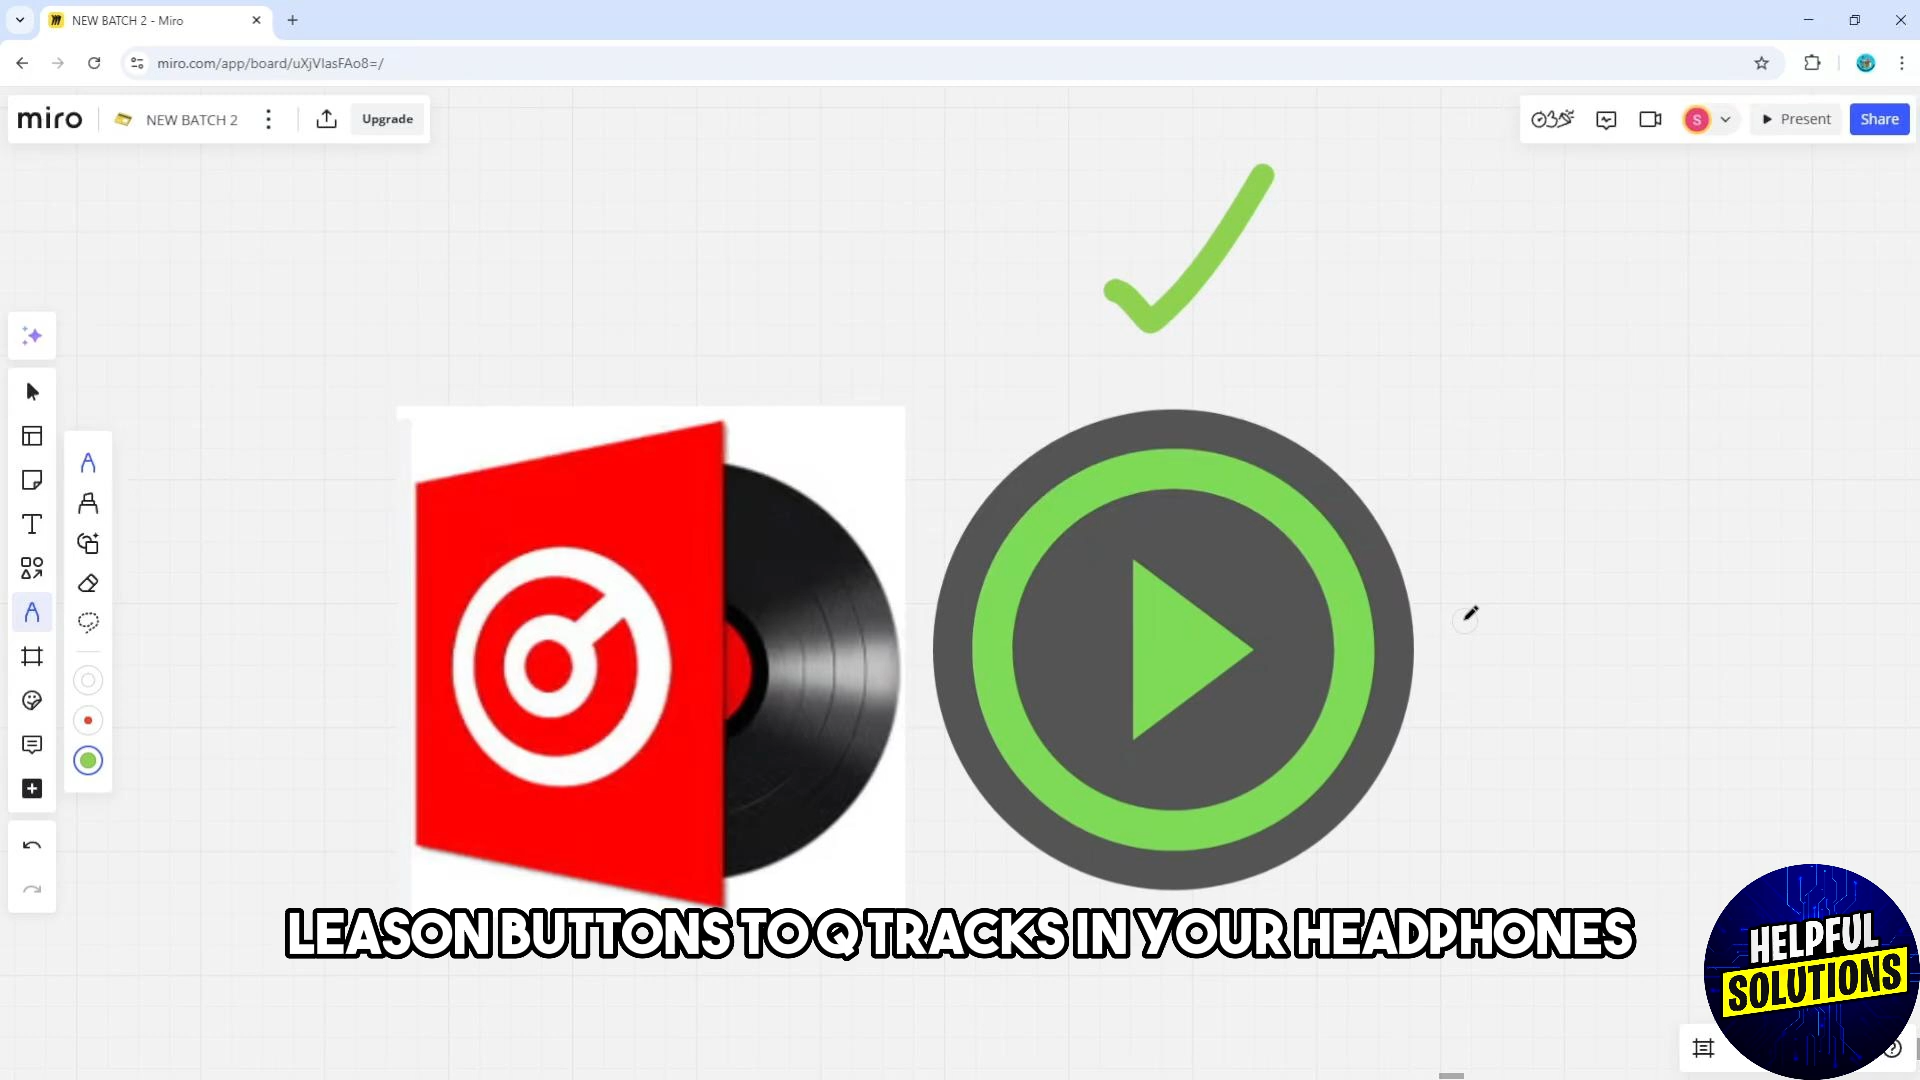 NEW BATCH 2 - Miro
miro.com/app/board/uXjVIasFAo8=/
miro
NEW BATCH 2
Upgrade
S
Present
Share
LEASON BUTTONS TO Q TRACKS IN YOUR HEADPHONES
HELPFUL
SOLUTIONS